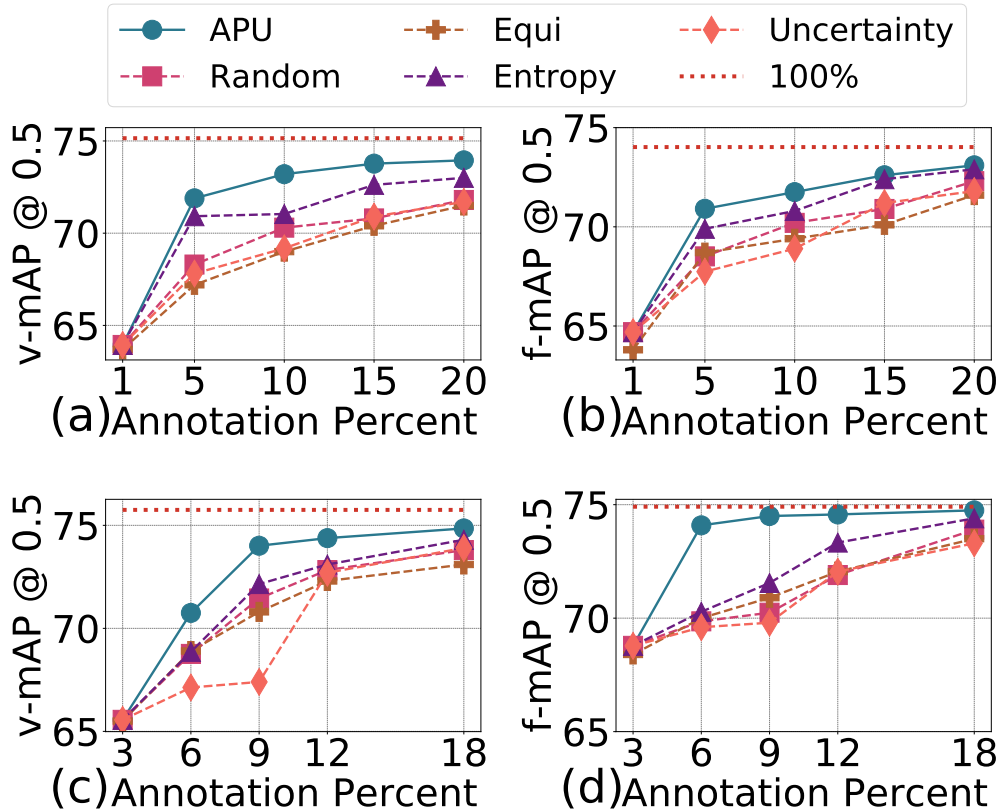 APU Equi Uncertainty
Random Entropy 100%
v-mAP @ 0.5
75
70
65
1 5 10 15 20
(a) Annotation Percent
f-mAP @ 0.5
75
70
65
1 5 10 15 20
(b) Annotation Percent
v-mAP @ 0.5
75
70
65
3 6 9 12 18
(c) Annotation Percent
f-mAP @ 0.5
75
70
65
3 6 9 12 18
(d) Annotation Percent